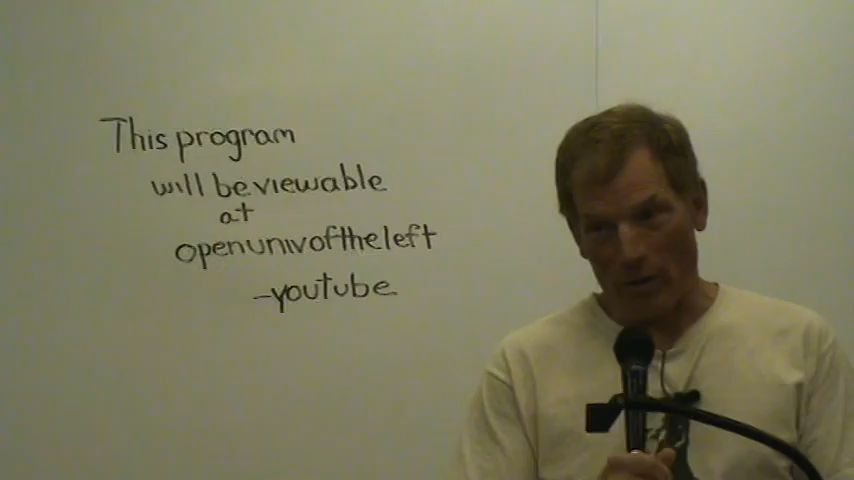 This program
will be viewable
at
openunivoftheleft
-youtube